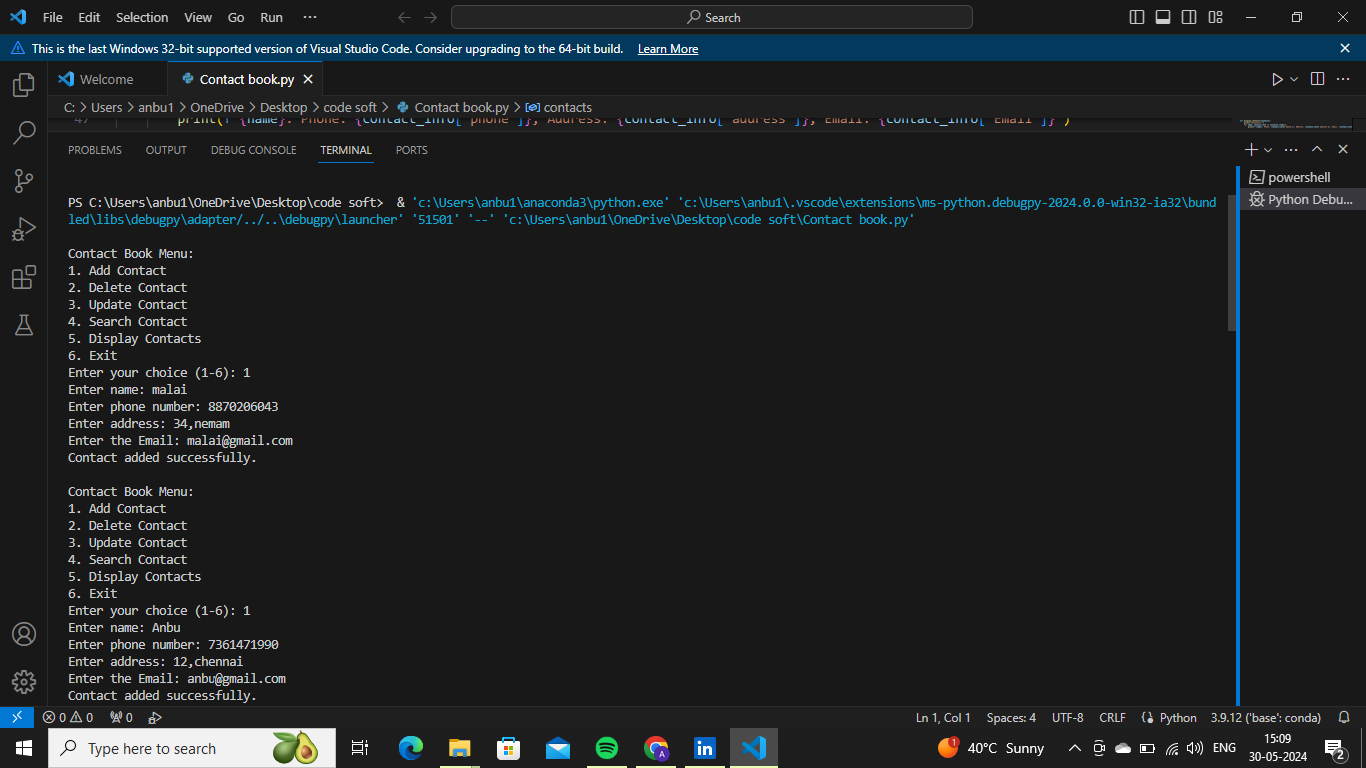 File Edit Selection View Go Run ··· Search
This is the last Windows 32-bit supported version of Visual Studio Code. Consider upgrading to the 64-bit build. Learn More
Welcome Contact book.py
C: > Users > anbu1 > OneDrive > Desktop > code soft > Contact book.py > contacts
47 print(f"{name}: Phone: {contact_info['phone']}, Address: {contact_info['address']}, Email: {contact_info['Email']}")
PROBLEMS OUTPUT DEBUG CONSOLE TERMINAL PORTS
powershell
Python Debu...
PS C:\Users\anbu1\OneDrive\Desktop\code soft>  & 'c:\Users\anbu1\anaconda3\python.exe' 'c:\Users\anbu1\.vscode\extensions\ms-python.debugpy-2024.0.0-win32-ia32\bund
led\libs\debugpy\adapter/../..\debugpy\launcher' '51501' '--' 'c:\Users\anbu1\OneDrive\Desktop\code soft\Contact book.py'
Contact Book Menu:
1. Add Contact
2. Delete Contact
3. Update Contact
4. Search Contact
5. Display Contacts
6. Exit
Enter your choice (1-6): 1
Enter name: malai
Enter phone number: 8870206043
Enter address: 34,nemam
Enter the Email: malai@gmail.com
Contact added successfully.
Contact Book Menu:
1. Add Contact
2. Delete Contact
3. Update Contact
4. Search Contact
5. Display Contacts
6. Exit
Enter your choice (1-6): 1
Enter name: Anbu
Enter phone number: 7361471990
Enter address: 12,chennai
Enter the Email: anbu@gmail.com
Contact added successfully.
0 0 0 Ln 1, Col 1 Spaces: 4 UTF-8 CRLF Python 3.9.12 ('base': conda)
Type here to search 1 40°C Sunny ENG 15:09
30-05-2024 2